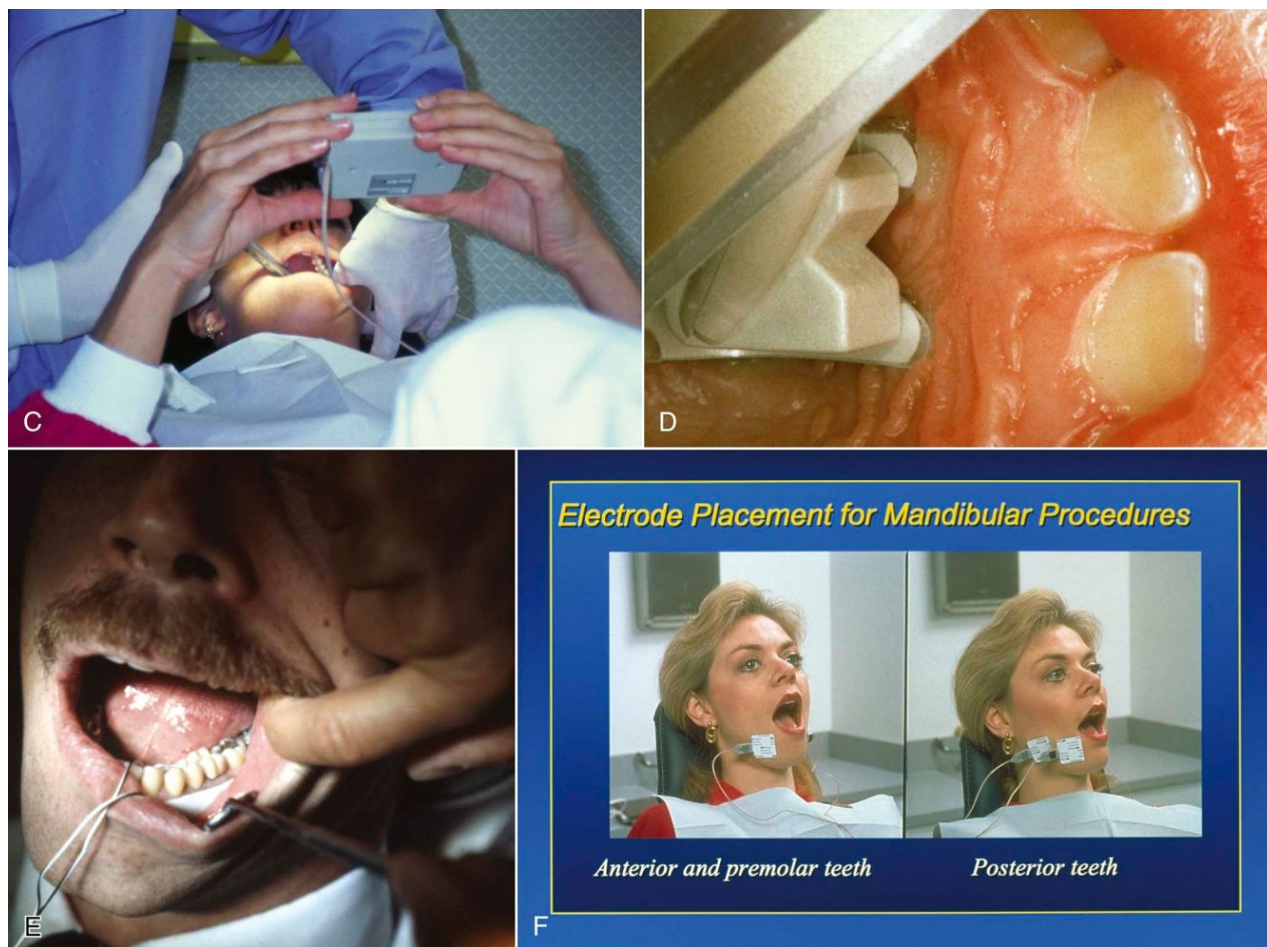 C
D
E
Electrode Placement for Mandibular Procedures
Anterior and premolar teeth
Posterior teeth
F